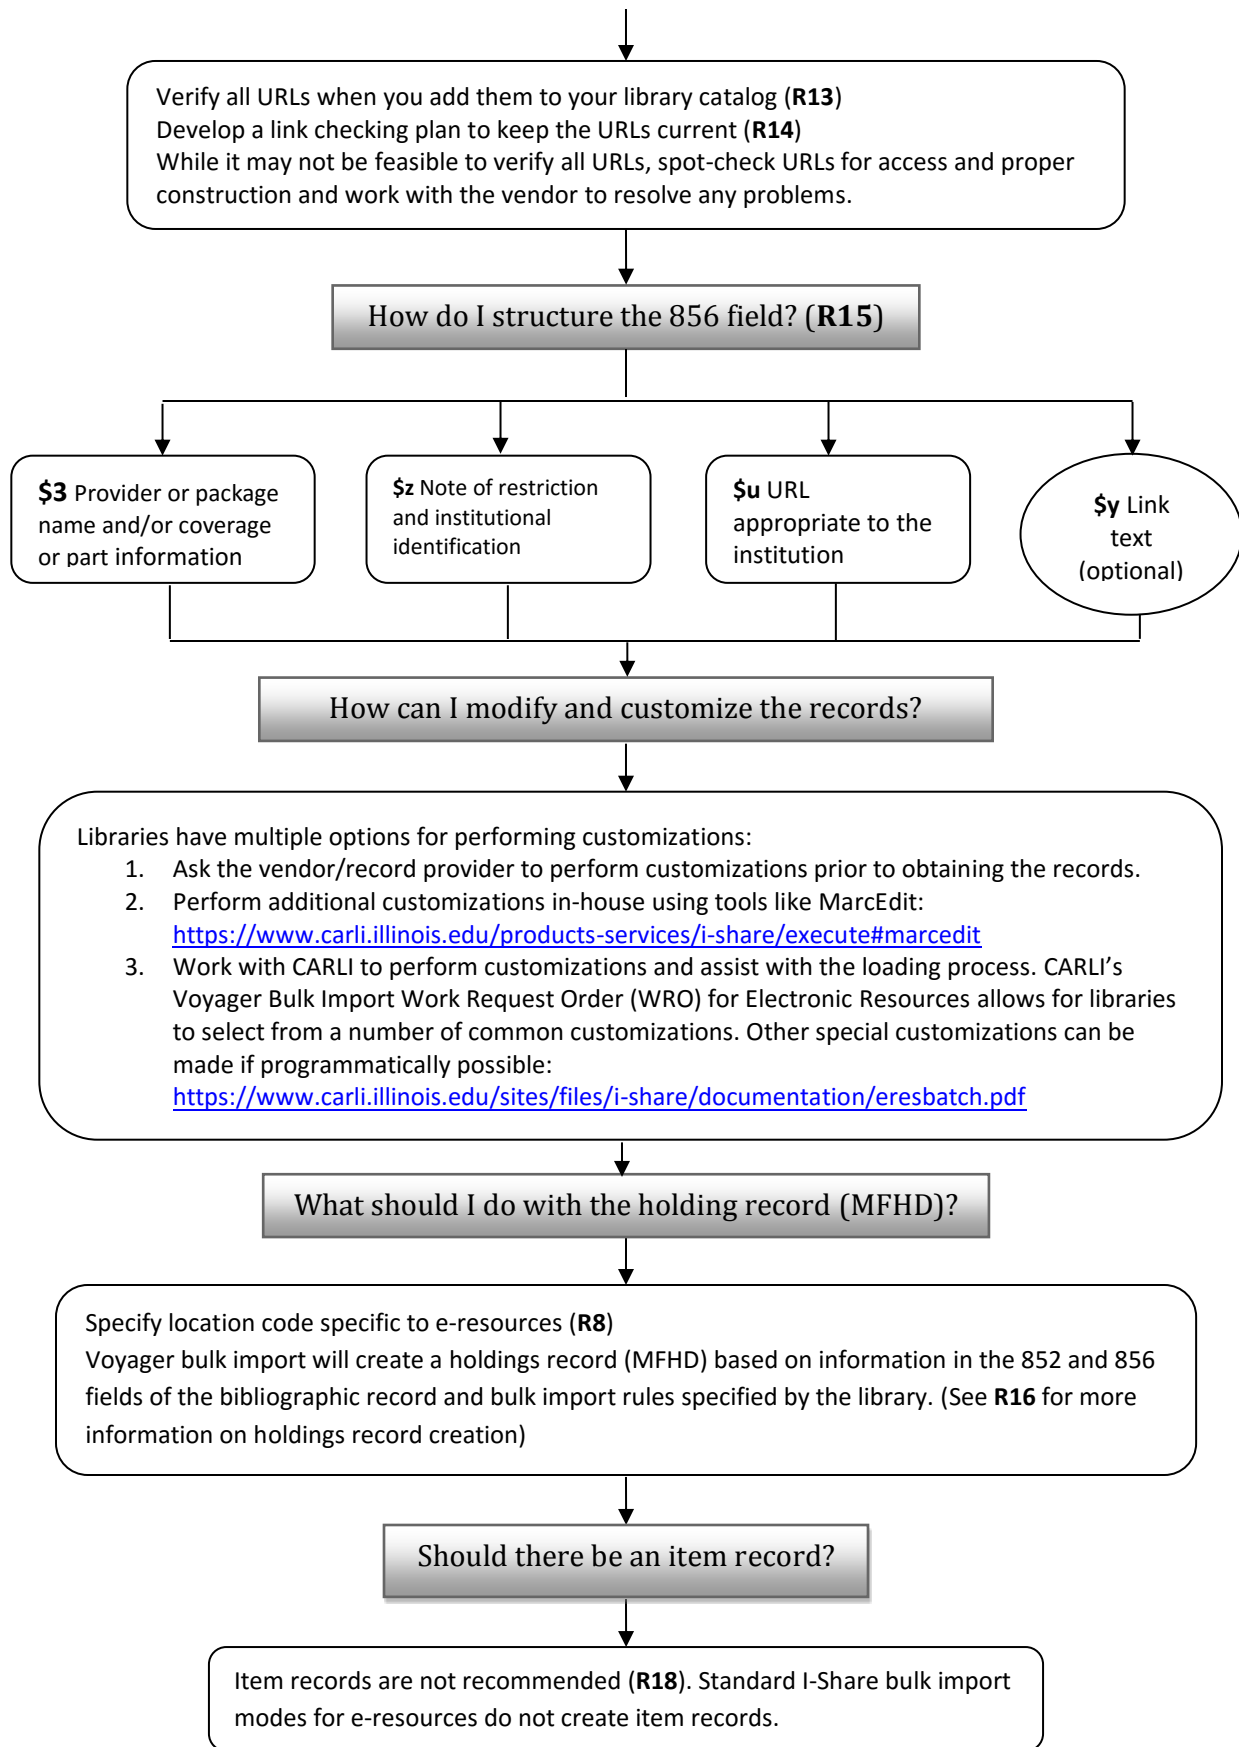 Verify all URLs when you add them to your library catalog (R13)
Develop a link checking plan to keep the URLs current (R14)
While it may not be feasible to verify all URLs, spot-check URLs for access and proper
construction and work with the vendor to resolve any problems.
How do I structure the 856 field? (R15)
$3 Provider or package
name and/or coverage
or part information
$z Note of restriction
and institutional
identification
$u URL
appropriate to the
institution
$y Link
text
(optional)
How can I modify and customize the records?
Libraries have multiple options for performing customizations:
1. Ask the vendor/record provider to perform customizations prior to obtaining the records.
2. Perform additional customizations in-house using tools like MarcEdit:
https://www.carli.illinois.edu/products-services/i-share/execute#marcedit
3. Work with CARLI to perform customizations and assist with the loading process. CARLI’s
Voyager Bulk Import Work Request Order (WRO) for Electronic Resources allows for libraries
to select from a number of common customizations. Other special customizations can be
made if programmatically possible:
https://www.carli.illinois.edu/sites/files/i-share/documentation/eresbatch.pdf
What should I do with the holding record (MFHD)?
Specify location code specific to e-resources (R8)
Voyager bulk import will create a holdings record (MFHD) based on information in the 852 and 856
fields of the bibliographic record and bulk import rules specified by the library. (See R16 for more
information on holdings record creation)
Should there be an item record?
Item records are not recommended (R18). Standard I-Share bulk import
modes for e-resources do not create item records.